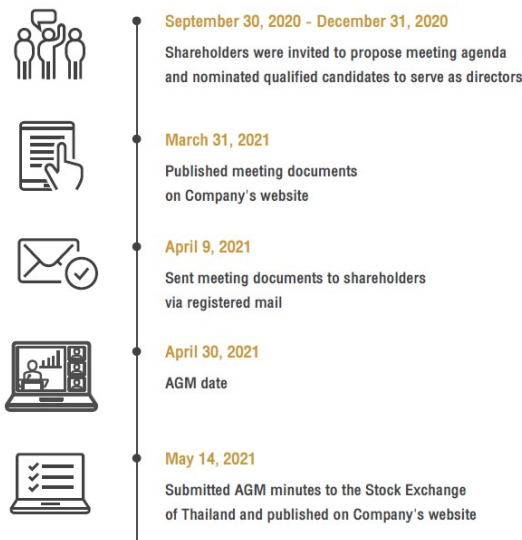 September 30, 2020 - December 31, 2020
Shareholders were invited to propose meeting agenda
and nominated qualified candidates to serve as directors
March 31, 2021
Published meeting documents
on Company's website
April 9, 2021
Sent meeting documents to shareholders
via registered mail
April 30, 2021
AGM date
May 14, 2021
Submitted AGM minutes to the Stock Exchange
of Thailand and published on Company's website